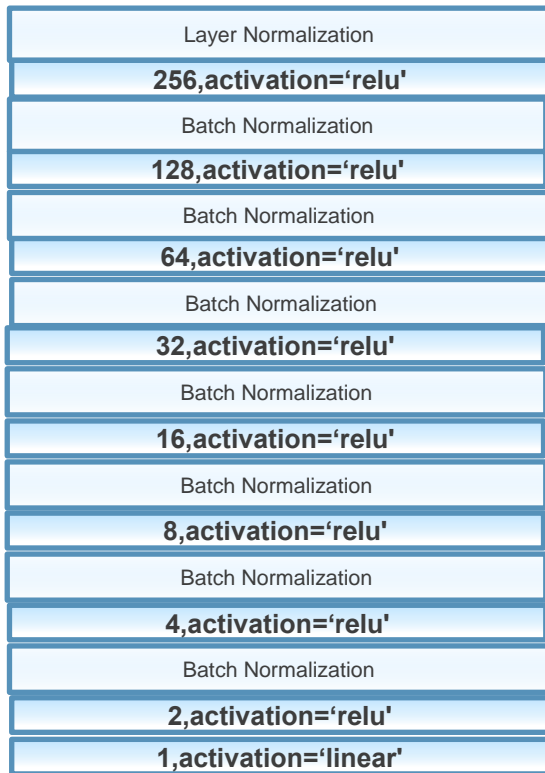 Layer Normalization
256,activation=‘relu'
Batch Normalization
128,activation=‘relu'
Batch Normalization
64,activation=‘relu'
Batch Normalization
32,activation=‘relu'
Batch Normalization
16,activation=‘relu'
Batch Normalization
8,activation=‘relu'
Batch Normalization
4,activation=‘relu'
Batch Normalization
2,activation=‘relu'
1,activation=‘linear'